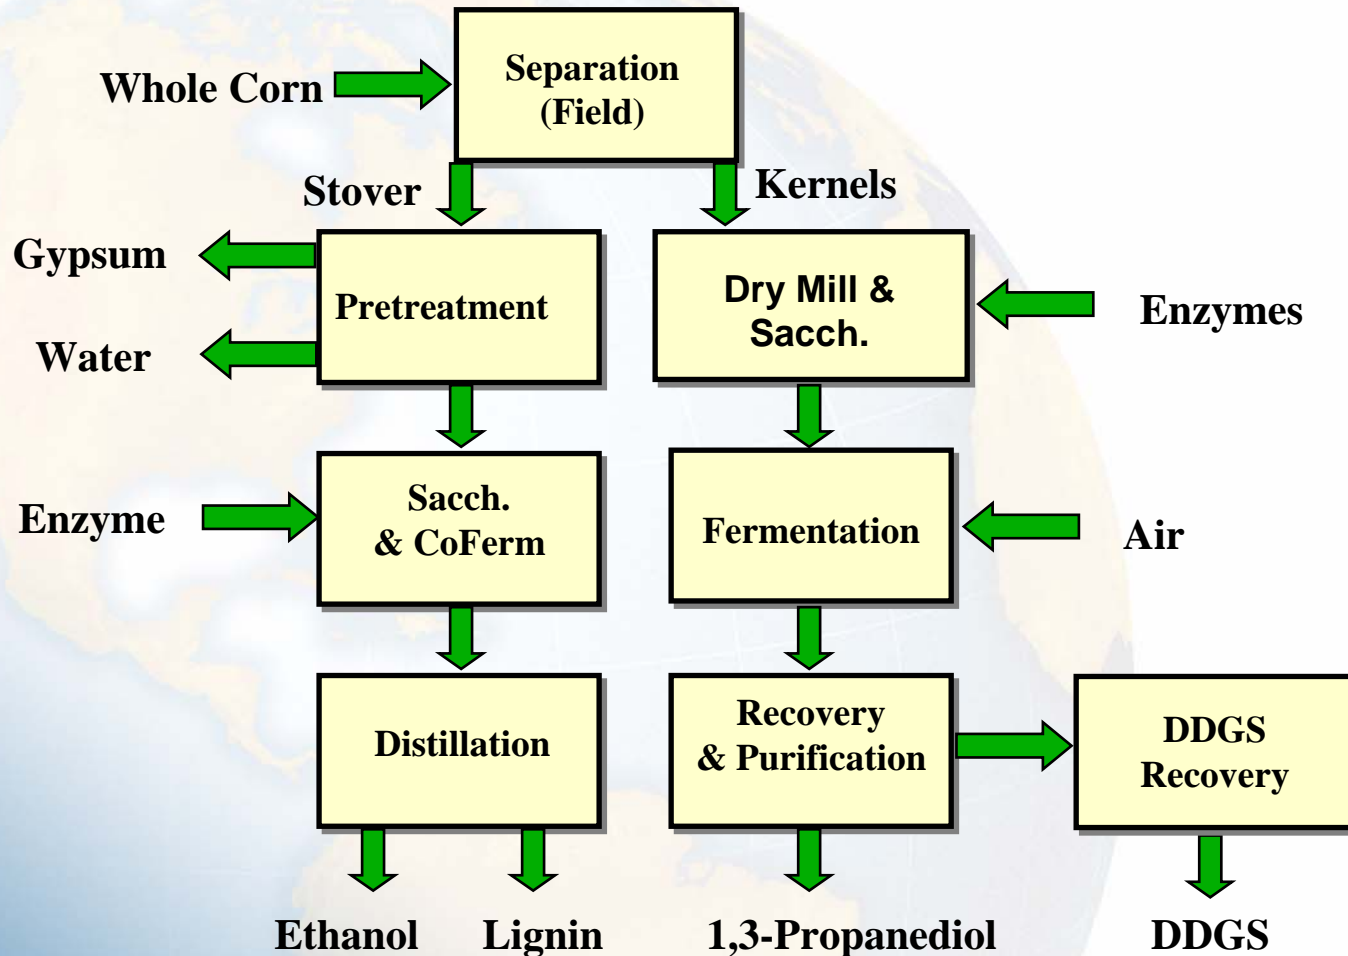 Whole Corn
Separation
(Field)
Stover
Kernels
Gypsum
Water
Pretreatment
Dry Mill &
Sacch.
Enzymes
Enzyme
Sacch.
& CoFerm
Fermentation
Air
Distillation
Recovery
& Purification
DDGS
Recovery
Ethanol
Lignin
1,3-Propanediol
DDGS